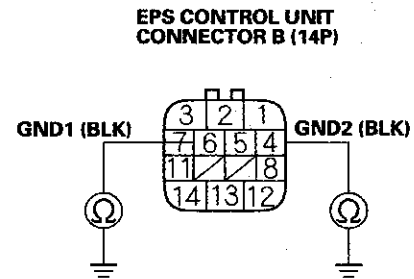 EPS CONTROL UNIT
CONNECTOR B (14P)
3 2 1
GND1 (BLK) 7 6 5 4 GND2 (BLK)
11 8
14 13 12
Ω Ω